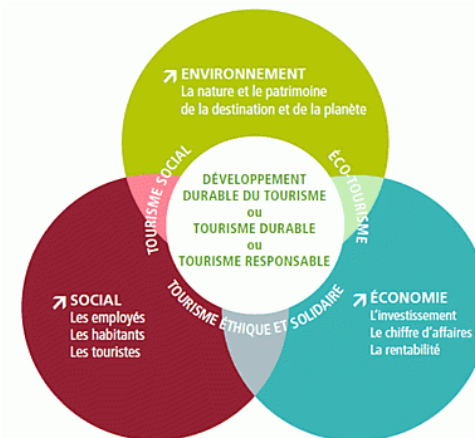 ENVIRONNEMENT
La nature et le patrimoine
de la destination et de la planète
TOURISME SOCIAL
ÉCO-TOURISME
DÉVELOPPEMENT
DURABLE DU TOURISME
ou
TOURISME DURABLE
ou
TOURISME RESPONSABLE
TOURISME ÉTHIQUE ET SOLIDAIRE
SOCIAL
Les employés
Les habitants
Les touristes
ÉCONOMIE
L'investissement
Le chiffre d'affaires
La rentabilité